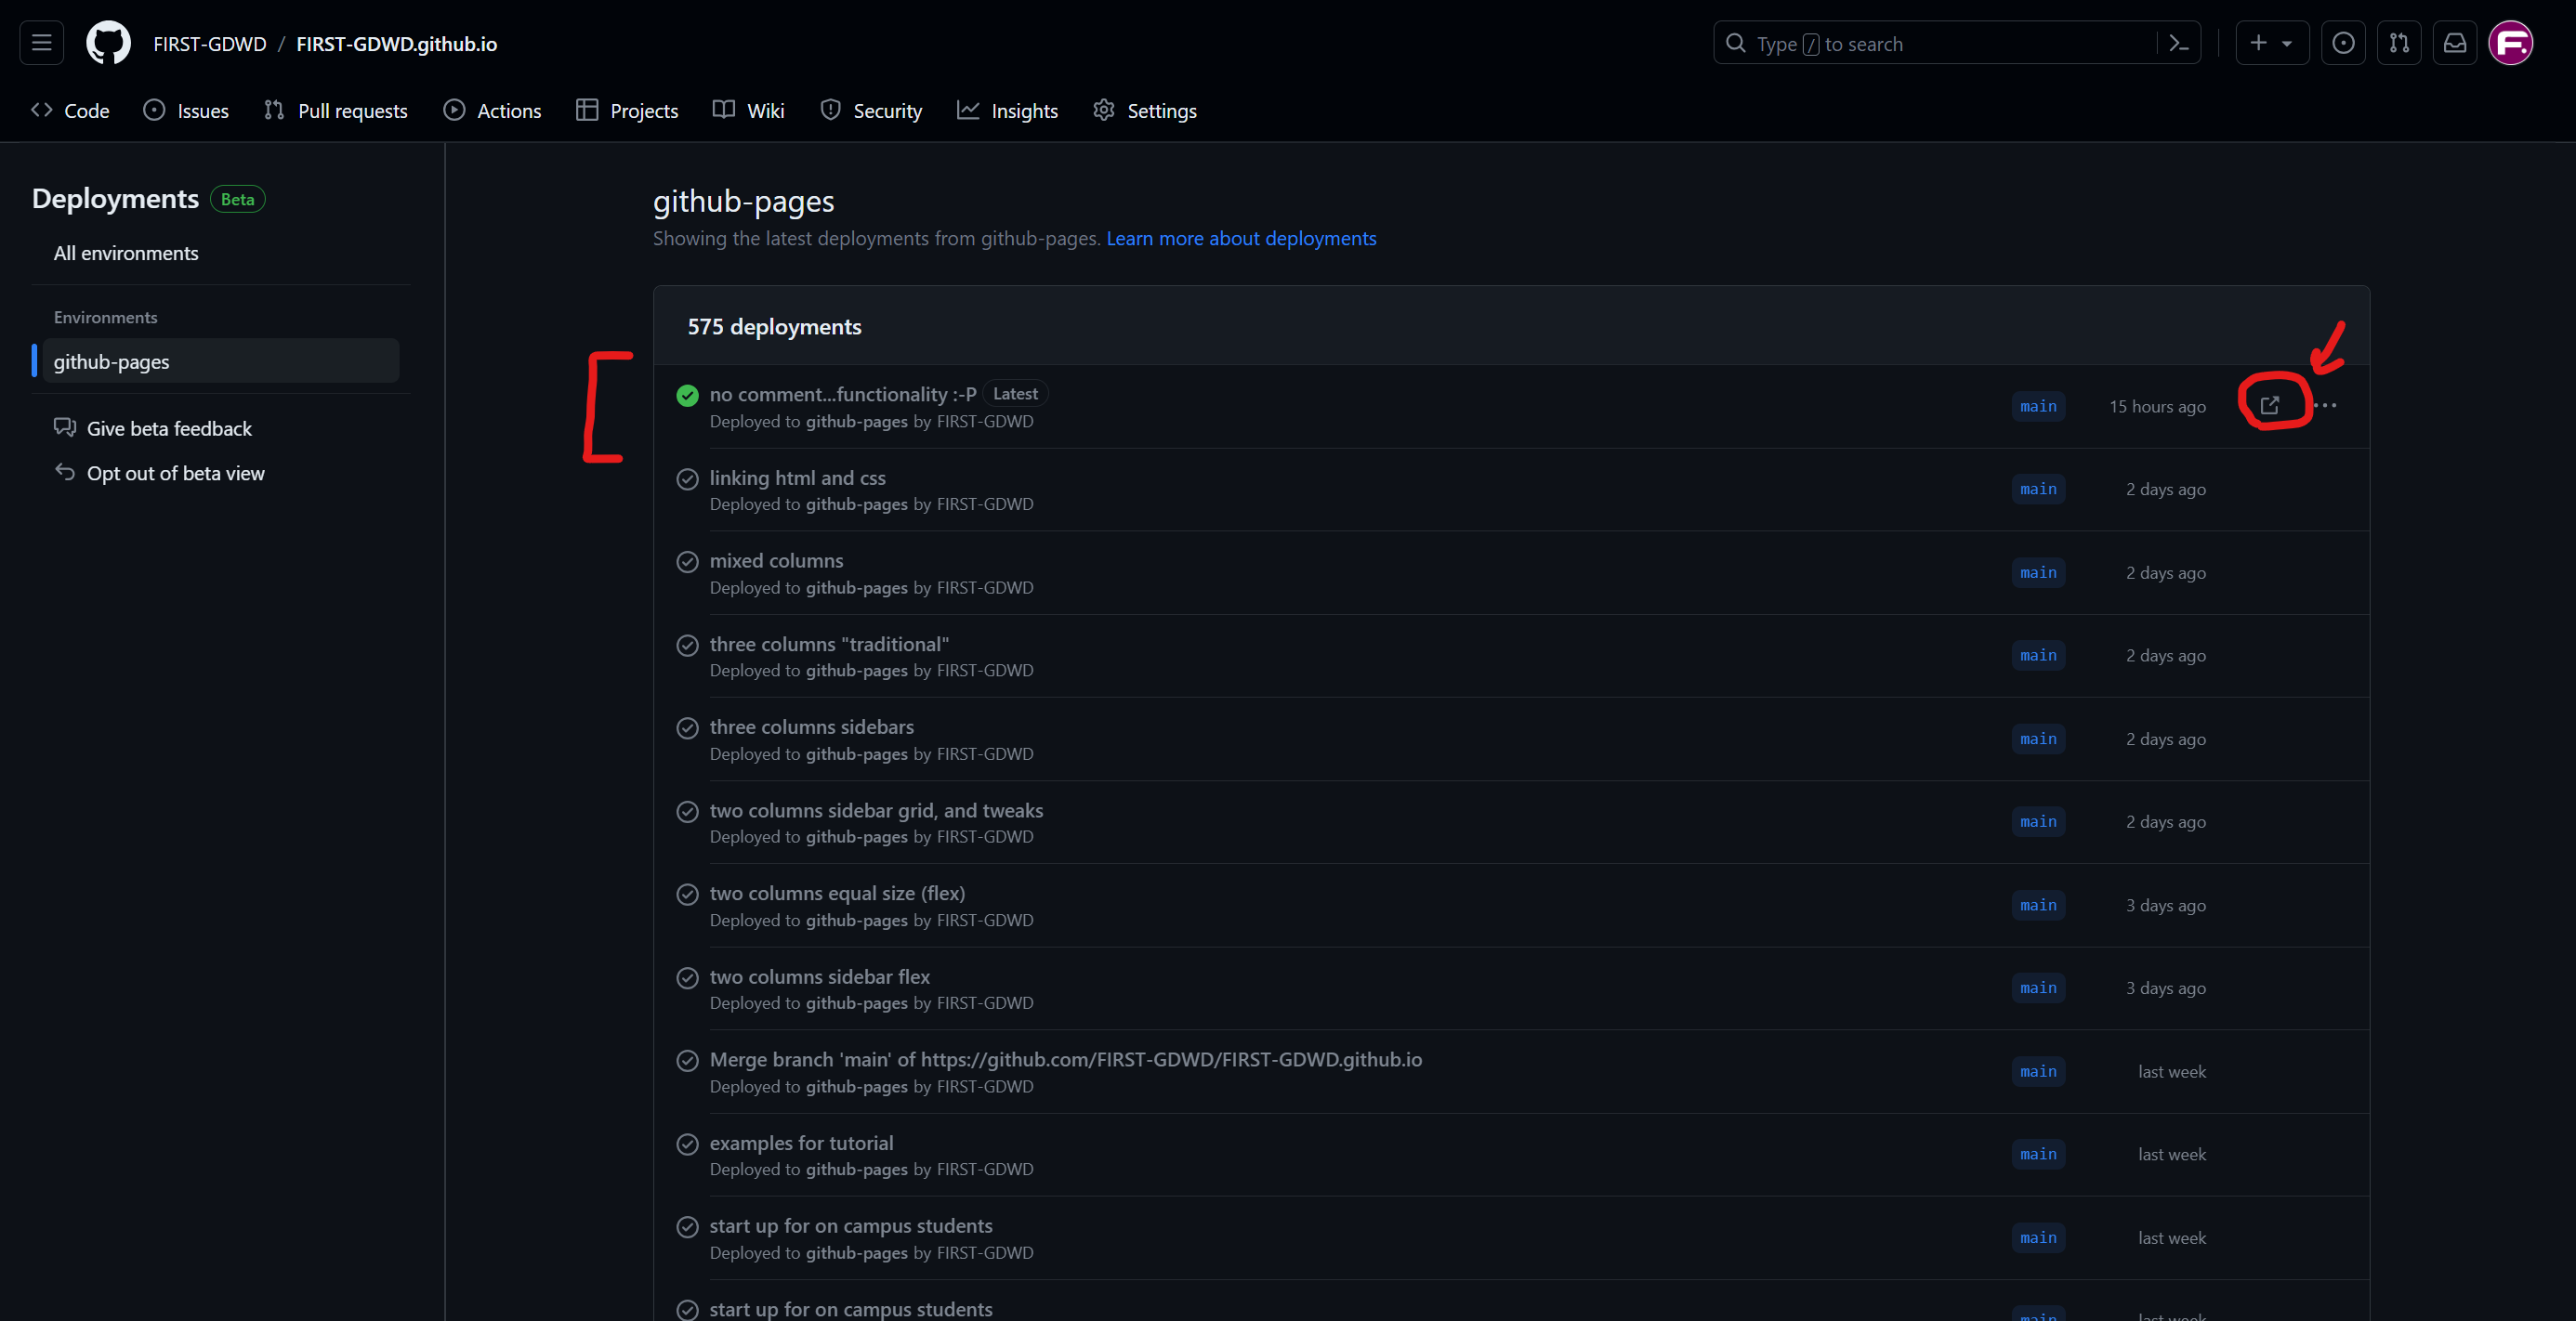 FIRST-GDWD / FIRST-GDWD.github.io
Type / to search
Code Issues Pull requests Actions Projects Wiki Security Insights Settings
Deployments Beta
All environments
Environments
github-pages
Give beta feedback
Opt out of beta view
github-pages
Showing the latest deployments from github-pages. Learn more about deployments
575 deployments
no comment...functionality :-P Latest
Deployed to github-pages by FIRST-GDWD
main 15 hours ago
linking html and css
Deployed to github-pages by FIRST-GDWD
main 2 days ago
mixed columns
Deployed to github-pages by FIRST-GDWD
main 2 days ago
three columns "traditional"
Deployed to github-pages by FIRST-GDWD
main 2 days ago
three columns sidebars
Deployed to github-pages by FIRST-GDWD
main 2 days ago
two columns sidebar grid, and tweaks
Deployed to github-pages by FIRST-GDWD
main 2 days ago
two columns equal size (flex)
Deployed to github-pages by FIRST-GDWD
main 3 days ago
two columns sidebar flex
Deployed to github-pages by FIRST-GDWD
main 3 days ago
Merge branch 'main' of https://github.com/FIRST-GDWD/FIRST-GDWD.github.io
Deployed to github-pages by FIRST-GDWD
main last week
examples for tutorial
Deployed to github-pages by FIRST-GDWD
main last week
start up for on campus students
Deployed to github-pages by FIRST-GDWD
main last week
start up for on campus students
main last week